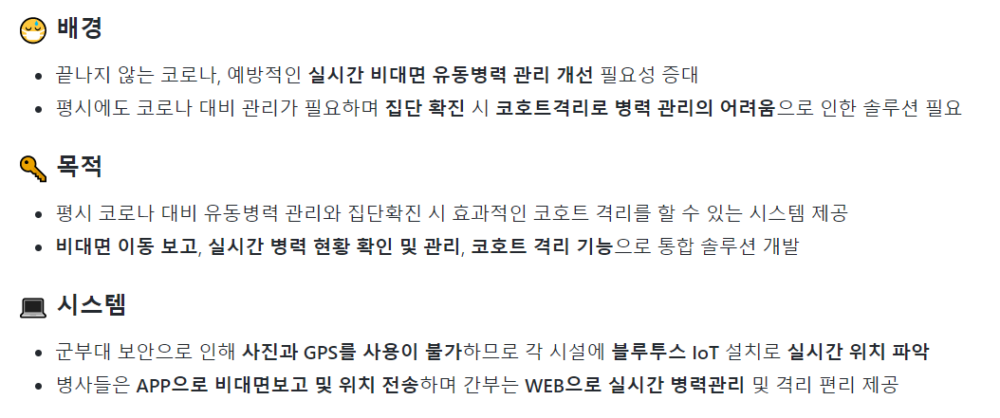 배경
끝나지 않는 코로나, 예방적인 실시간 비대면 유동병력 관리 개선 필요성 증대
평시에도 코로나 대비 관리가 필요하며 집단 확진 시 코호트격리로 병력 관리의 어려움으로 인한 솔루션 필요
목적
평시 코로나 대비 유동병력 관리와 집단확진 시 효과적인 코호트 격리를 할 수 있는 시스템 제공
비대면 이동 보고, 실시간 병력 현황 확인 및 관리, 코호트 격리 기능으로 통합 솔루션 개발
시스템
군부대 보안으로 인해 사진과 GPS를 사용이 불가하므로 각 시설에 블루투스 IoT 설치로 실시간 위치 파악
병사들은 APP으로 비대면보고 및 위치 전송하며 간부는 WEB으로 실시간 병력관리 및 격리 편리 제공